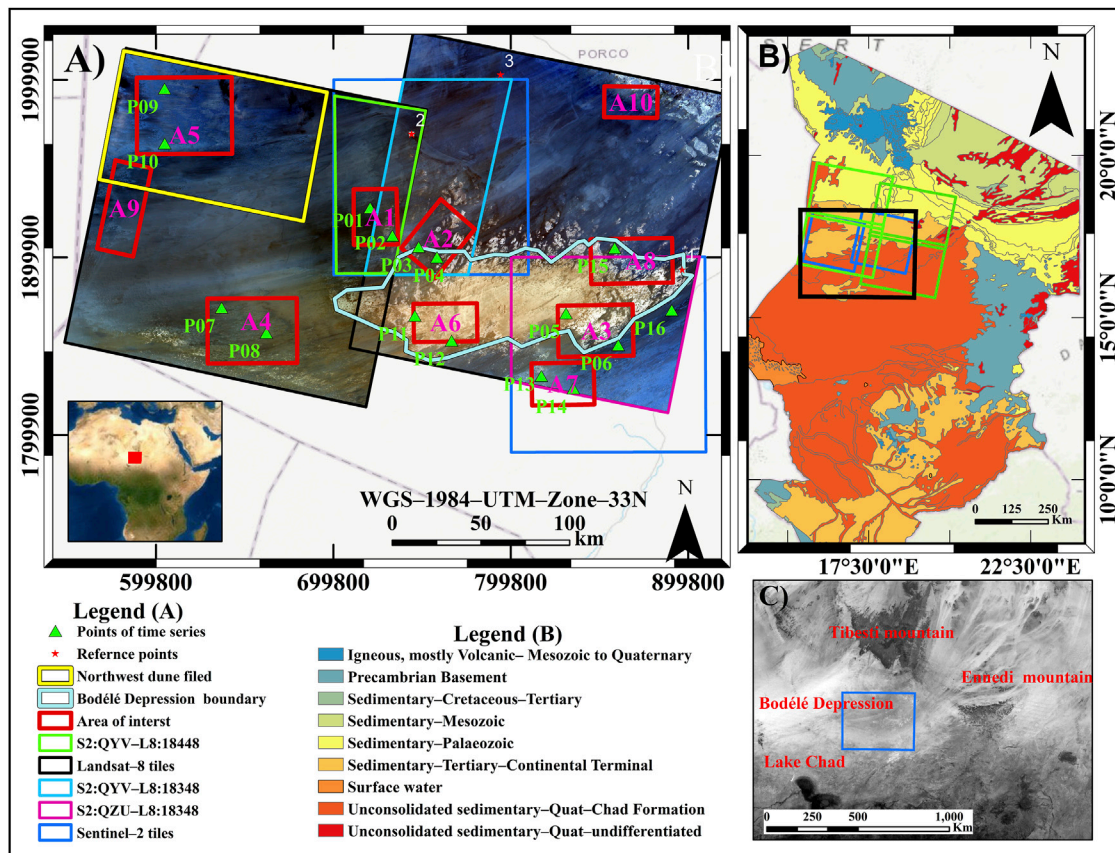 A)
PORCO
B
3
2
1
A10
P09
A5
P10
A9
P01
A1
P02
A2
P03
P04
A8
P15
P07
A4
P08
P11
A6
P12
P05
A3
P06
P16
P13
A7
P14
1999900
1899900
1799900
599800
699800
799800
899800
WGS–1984–UTM–Zone–33N
0 50 100
km
N
B)
S E R T
N
20°0'0"N
15°0'0"N
10°0'0"N
0 125 250
Km
17°30'0"E 22°30'0"E
C)
Tibesti mountain
Ennedi mountain
Bodélé Depression
Lake Chad
0 250 500 1,000
Km
Legend (A)
Points of time series
Refernce points
Northwest dune filed
Bodélé Depression boundary
Area of interst
S2:QYV–L8:18448
Landsat–8 tiles
S2:QYV–L8:18348
S2:QZU–L8:18348
Sentinel–2 tiles
Legend (B)
Igneous, mostly Volcanic– Mesozoic to Quaternary
Precambrian Basement
Sedimentary–Cretaceous–Tertiary
Sedimentary–Mesozoic
Sedimentary–Palaeozoic
Sedimentary–Tertiary–Continental Terminal
Surface water
Unconsolidated sedimentary–Quat–Chad Formation
Unconsolidated sedimentary–Quat–undifferentiated